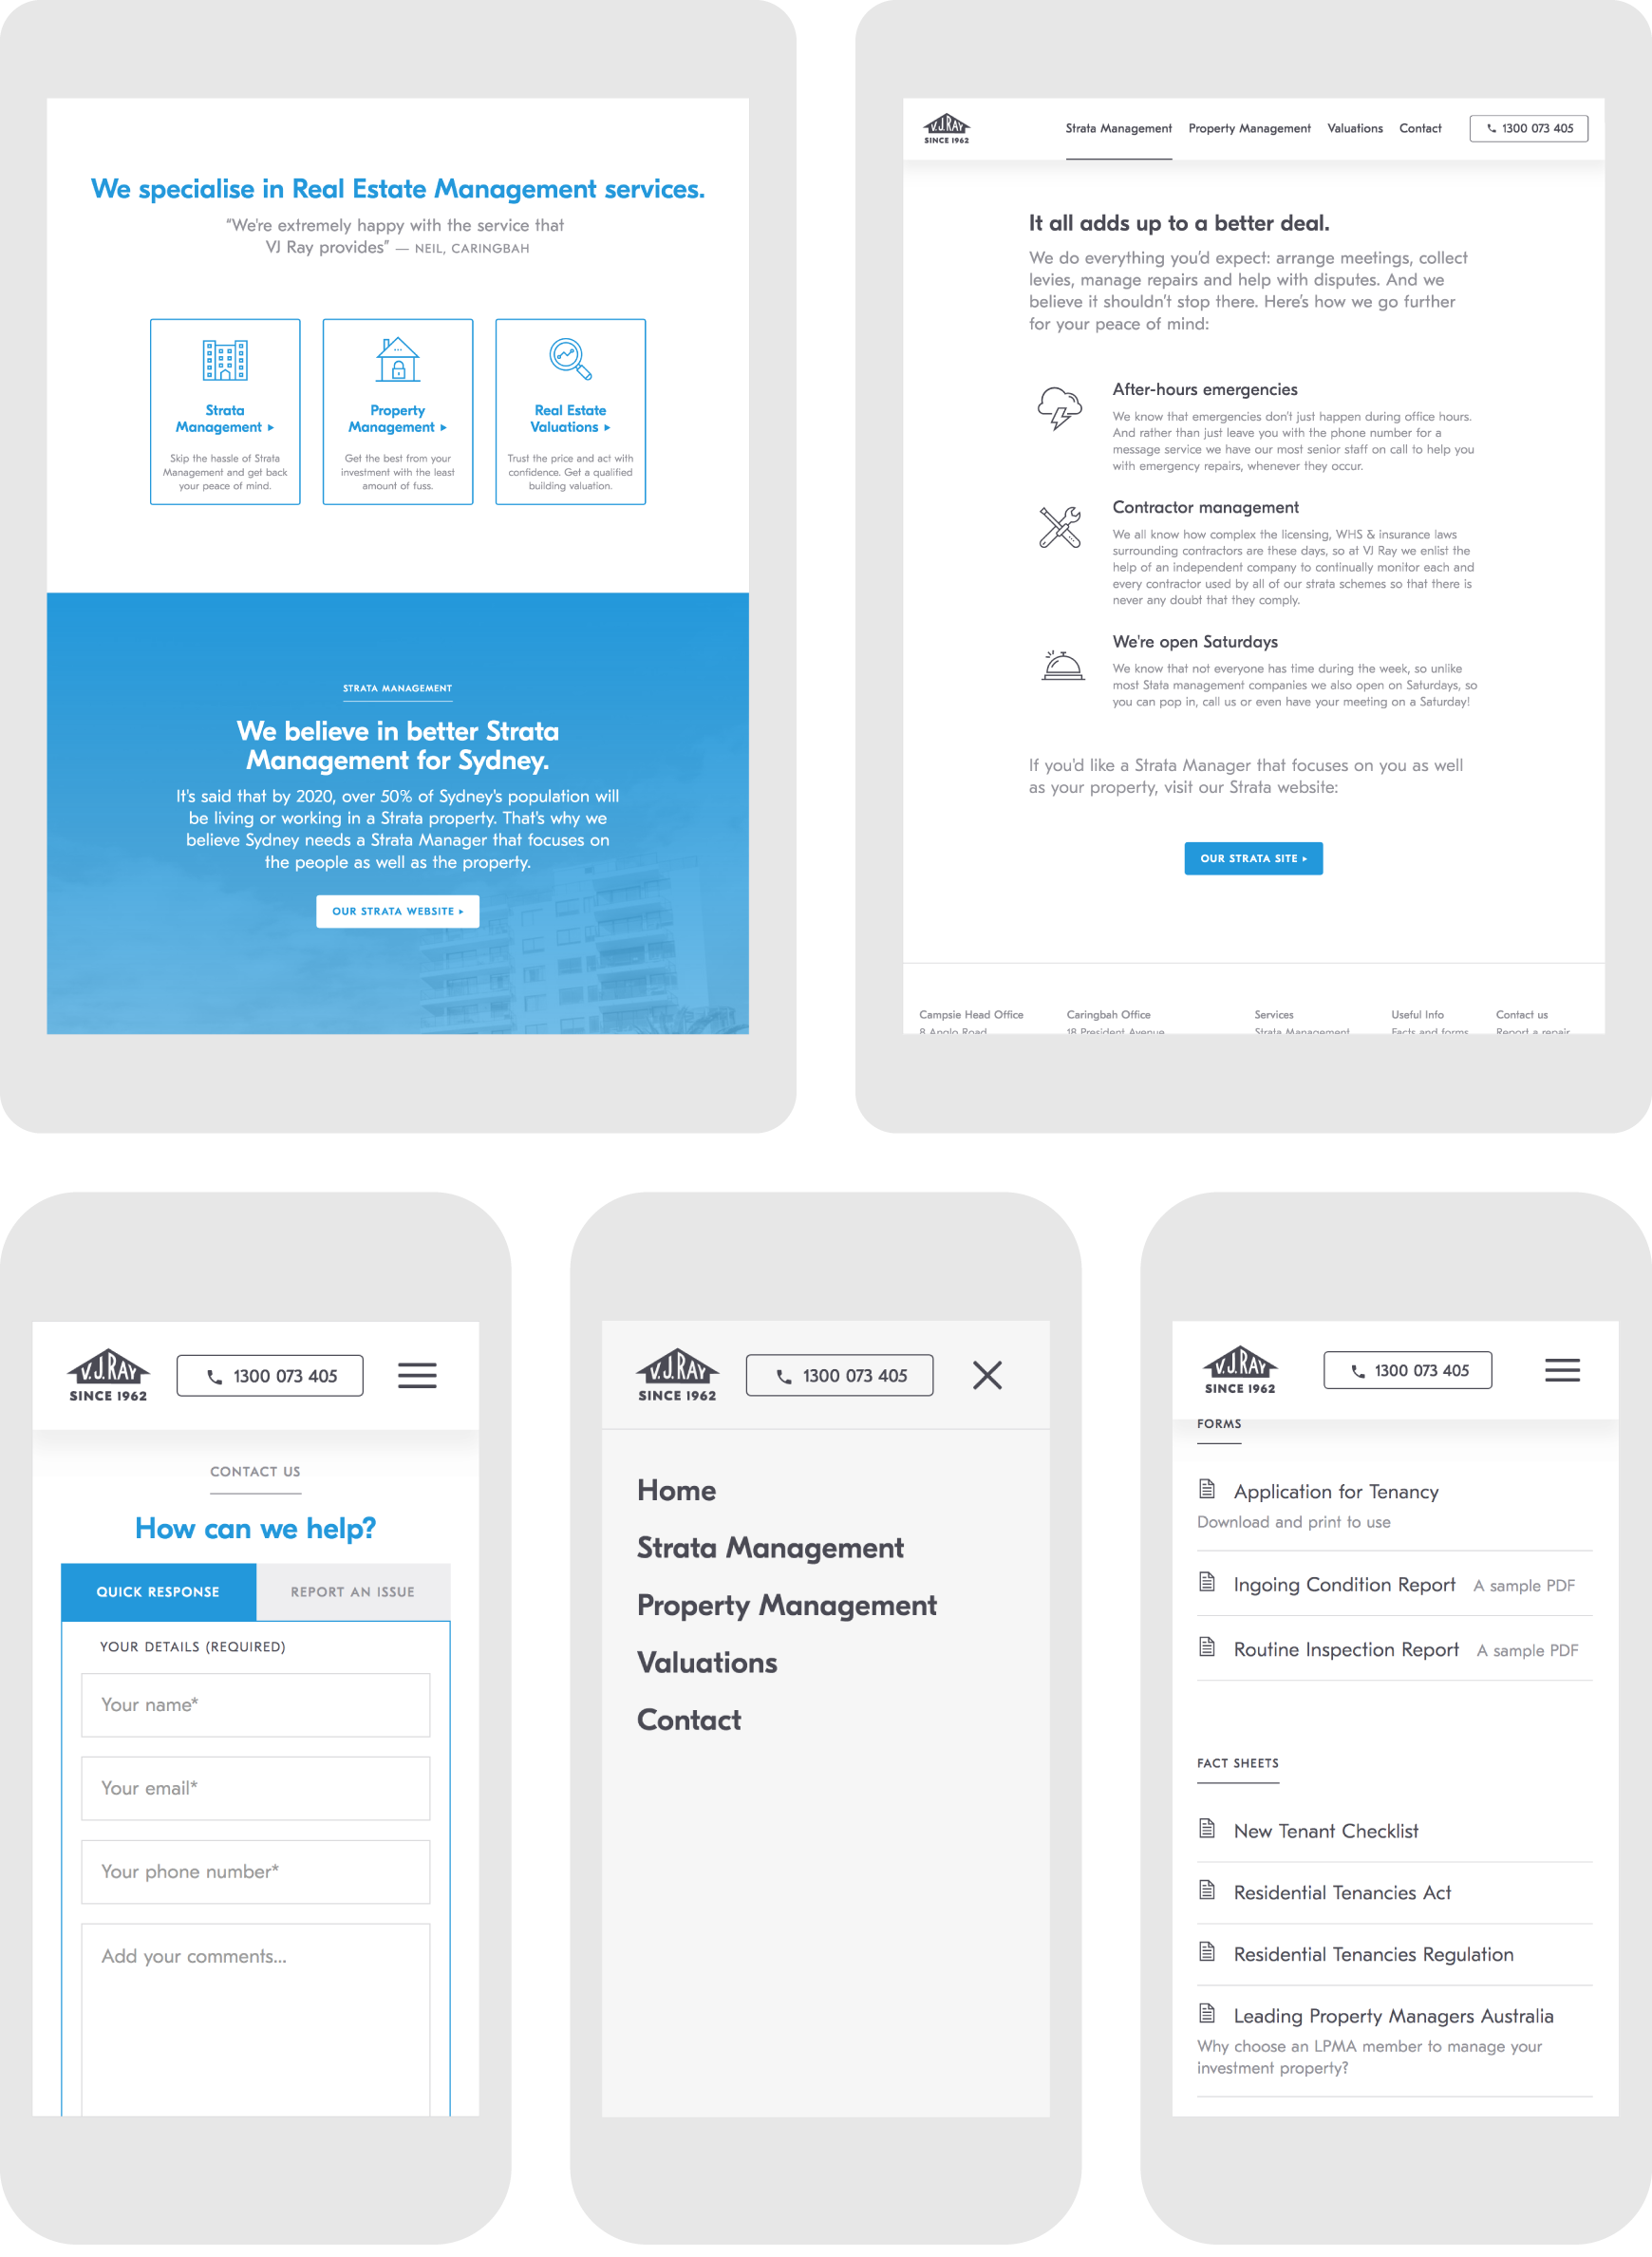 We specialise in Real Estate Management services.
“We're extremely happy with the service that
VJ Ray provides” — NEIL, CARINGBAH
Strata
Management ▸
Skip the hassle of Strata
Management and get back
your peace of mind.
Property
Management ▸
Get the best from your
investment with the least
amount of fuss.
Real Estate
Valuations ▸
Trust the price and act with
confidence. Get a qualified
building valuation.
STRATA MANAGEMENT
We believe in better Strata
Management for Sydney.
It's said that by 2020, over 50% of Sydney's population will
be living or working in a Strata property. That's why we
believe Sydney needs a Strata Manager that focuses on
the people as well as the property.
OUR STRATA WEBSITE ▸
V.J.RAY
SINCE 1962
Strata Management Property Management Valuations Contact 1300 073 405
It all adds up to a better deal.
We do everything you'd expect: arrange meetings, collect
levies, manage repairs and help with disputes. And we
believe it shouldn't stop there. Here's how we go further
for your peace of mind:
After-hours emergencies
We know that emergencies don't just happen during office hours.
And rather than just leave you with the phone number for a
message service we have our most senior staff on call to help you
with emergency repairs, whenever they occur.
Contractor management
We all know how complex the licensing, WHS & insurance laws
surrounding contractors are these days, so at VJ Ray we enlist the
help of an independent company to continually monitor each and
every contractor used by all of our strata schemes so that there is
never any doubt that they comply.
We're open Saturdays
We know that not everyone has time during the week, so unlike
most Stata management companies we also open on Saturdays, so
you can pop in, call us or even have your meeting on a Saturday!
If you'd like a Strata Manager that focuses on you as well
as your property, visit our Strata website:
OUR STRATA SITE ▸
Campsie Head Office Caringbah Office Services Useful Info Contact us
8 Anglo Road 18 President Avenue Strata Management Facts and forms Report a repair
V.J.RAY
SINCE 1962
1300 073 405
CONTACT US
How can we help?
QUICK RESPONSE REPORT AN ISSUE
YOUR DETAILS (REQUIRED)
Your name*
Your email*
Your phone number*
Add your comments...
V.J.RAY
SINCE 1962
1300 073 405
Home
Strata Management
Property Management
Valuations
Contact
V.J.RAY
SINCE 1962
1300 073 405
FORMS
Application for Tenancy
Download and print to use
Ingoing Condition Report A sample PDF
Routine Inspection Report A sample PDF
FACT SHEETS
New Tenant Checklist
Residential Tenancies Act
Residential Tenancies Regulation
Leading Property Managers Australia
Why choose an LPMA member to manage your
investment property?